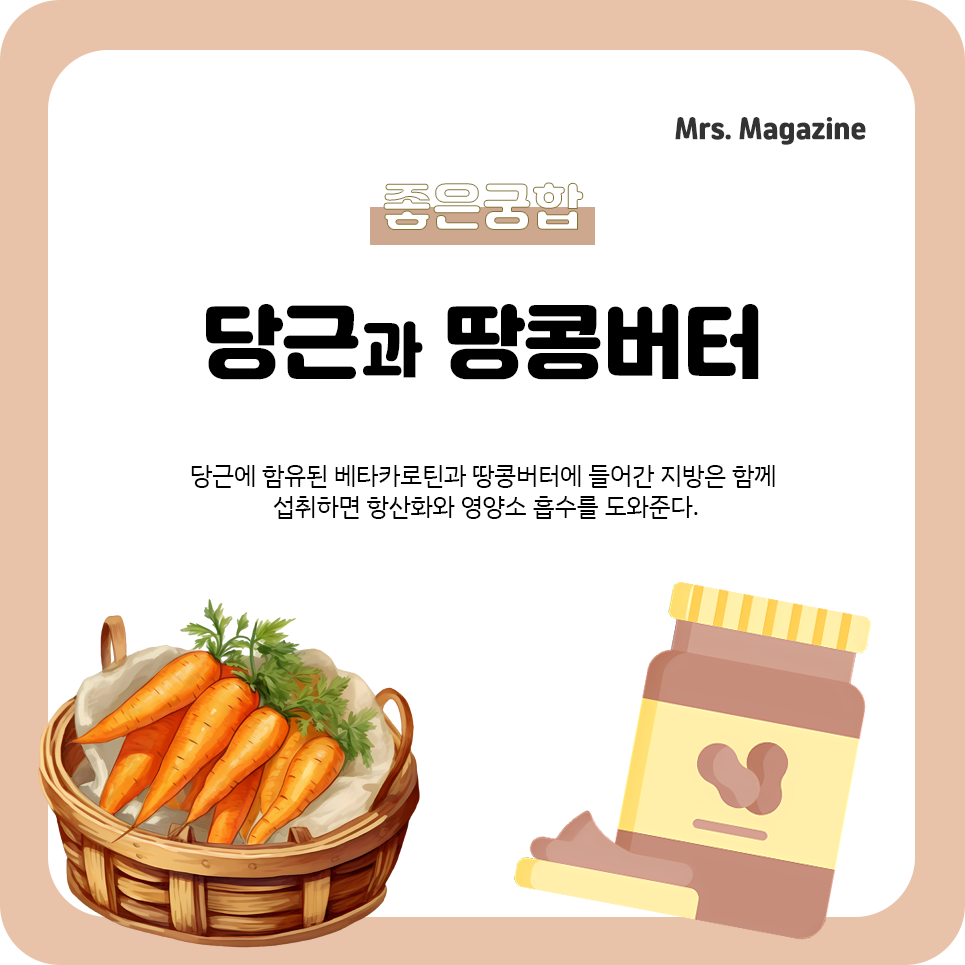 Mrs. Magazine
좋은궁합
당근과 땅콩버터
당근에 함유된 베타카로틴과 땅콩버터에 들어간 지방은 함께
섭취하면 항산화와 영양소 흡수를 도와준다.